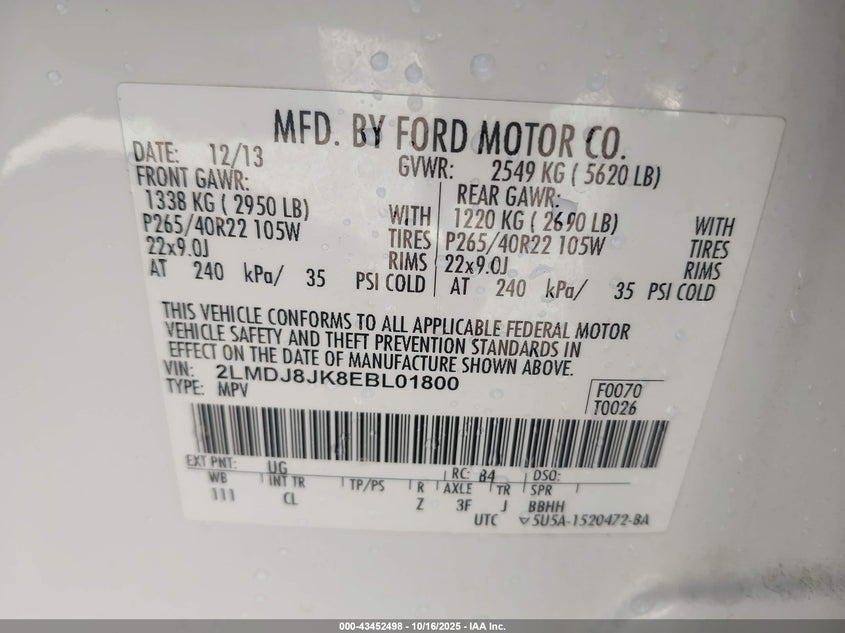 MFD. BY FORD MOTOR CO.
DATE: 12/13 GVWR: 2549 KG ( 5620 LB)
FRONT GAWR: REAR GAWR:
1338 KG ( 2950 LB) WITH 1220 KG ( 2690 LB) WITH
P265/40R22 105W TIRES P265/40R22 105W TIRES
22x9.0J RIMS 22x9.0J RIMS
AT 240 kPa/ 35 PSI COLD AT 240 kPa/ 35 PSI COLD
THIS VEHICLE CONFORMS TO ALL APPLICABLE FEDERAL MOTOR
VEHICLE SAFETY AND THEFT PREVENTION STANDARDS IN
EFFECT ON THE DATE OF MANUFACTURE SHOWN ABOVE.
VIN: 2LMDJ8JK8EBL01800
TYPE: MPV
F0070
T0026
EXT PNT: UG RC: 84 DSO:
WB INT TR TP/PS R AXLE TR SPR
111 CL Z 3F J BBHH
UTC 5U5A-1520472-BA
000-43452498 - 10/16/2025 - IAA Inc.